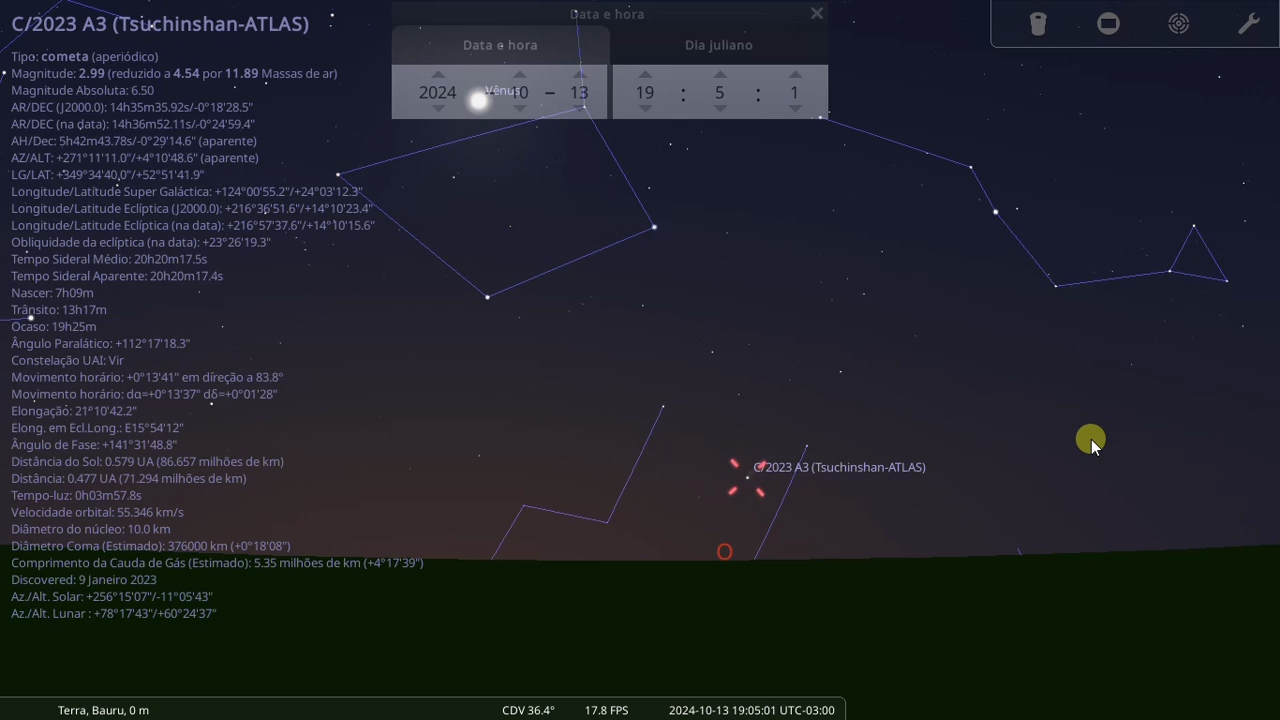 C/2023 A3 (Tsuchinshan-ATLAS)
Tipo: cometa (aperiódico)
Magnitude: 2.99 (reduzido a 4.54 por 11.89 Massas de ar)
Magnitude Absoluta: 6.50
AR/DEC (J2000.0): 14h35m35.92s/-0°18'28.5"
AR/DEC (na data): 14h36m52.11s/-0°24'59.4"
AH/Dec: 5h42m43.78s/-0°29'14.6" (aparente)
AZ/ALT: +271°11'11.0"/+4°10'48.6" (aparente)
LG/LAT: +349°34'40.0"/+52°51'41.9"
Longitude/Latitude Super Galáctica: +124°00'55.2"/+24°03'12.3"
Longitude/Latitude Eclíptica (J2000.0): +216°36'51.6"/+14°10'23.4"
Longitude/Latitude Eclíptica (na data): +216°57'37.6"/+14°10'15.6"
Obliquidade da eclíptica (na data): +23°26'19.3"
Tempo Sideral Médio: 20h20m17.5s
Tempo Sideral Aparente: 20h20m17.4s
Nascer: 7h09m
Trânsito: 13h17m
Ocaso: 19h25m
Ângulo Paralático: +112°17'18.3"
Constelação UAI: Vir
Movimento horário: +0°13'41" em díreção a 83.8°
Movimento horário: dα=+0°13'37" dδ=+0°01'28"
Elongação: 21°10'42.2"
Elong. em Ecl.Long.: E15°54'12"
Ângulo de Fase: +141°31'48.8"
Distância do Sol: 0.579 UA (86.657 milhões de km)
Distância: 0.477 UA (71.294 milhões de km)
Tempo-luz: 0h03m57.8s
Velocidade orbital: 55.346 km/s
Diâmetro do núcleo: 10.0 km
Diâmetro Coma (Estimado): 376000 km (+0°18'08")
Comprimento da Cauda de Gás (Estimado): 5.35 milhões de km (+4°17'39")
Discovered: 9 Janeiro 2023
Az./Alt. Solar: +256°15'07"/-11°05'43"
Az./Alt. Lunar : +78°17'43"/+60°24'37"
Data e hora
Data e hora Dia juliano
2024 - 10 - 13 19 : 5 : 1
Vênus
C/2023 A3 (Tsuchinshan-ATLAS)
O
Terra, Bauru, 0 m CDV 36.4° 17.8 FPS 2024-10-13 19:05:01 UTC-03:00